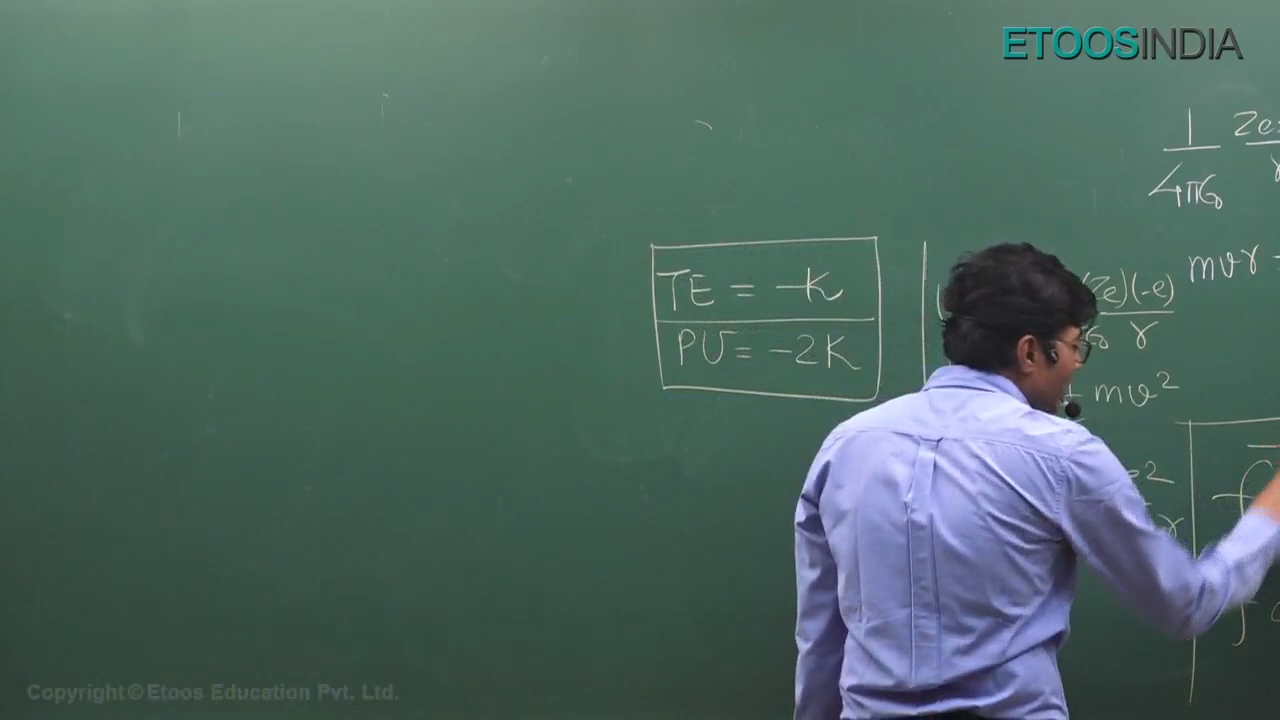 ETOOSINDIA
1 Ze
4πϵ₀ r
TE = -K
PU = -2K
(Ze)(-e)
r
mvr
mv²
Copyright©Etoos Education Pvt. Ltd.